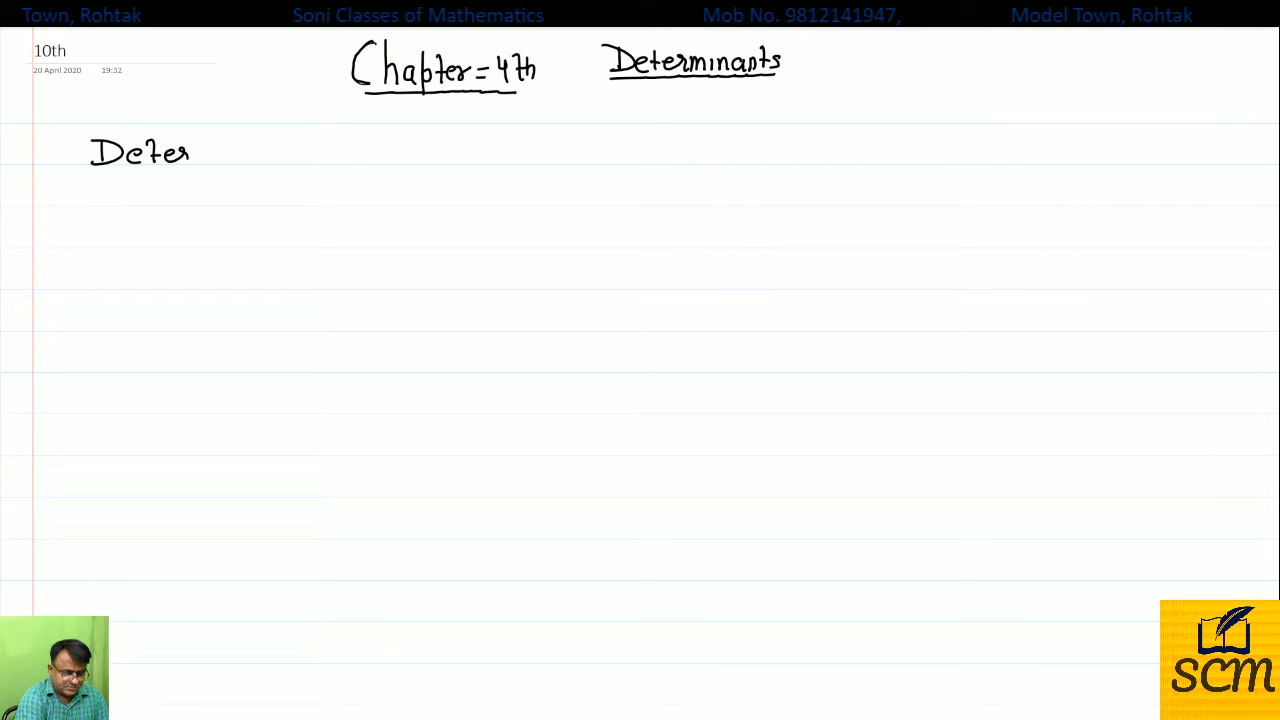 Town, Rohtak Soni Classes of Mathematics Mob No. 9812141947, Model Town, Rohtak
10th
20 April 2020 19:32
Chapter = 4th Determinants
Deter
SCM